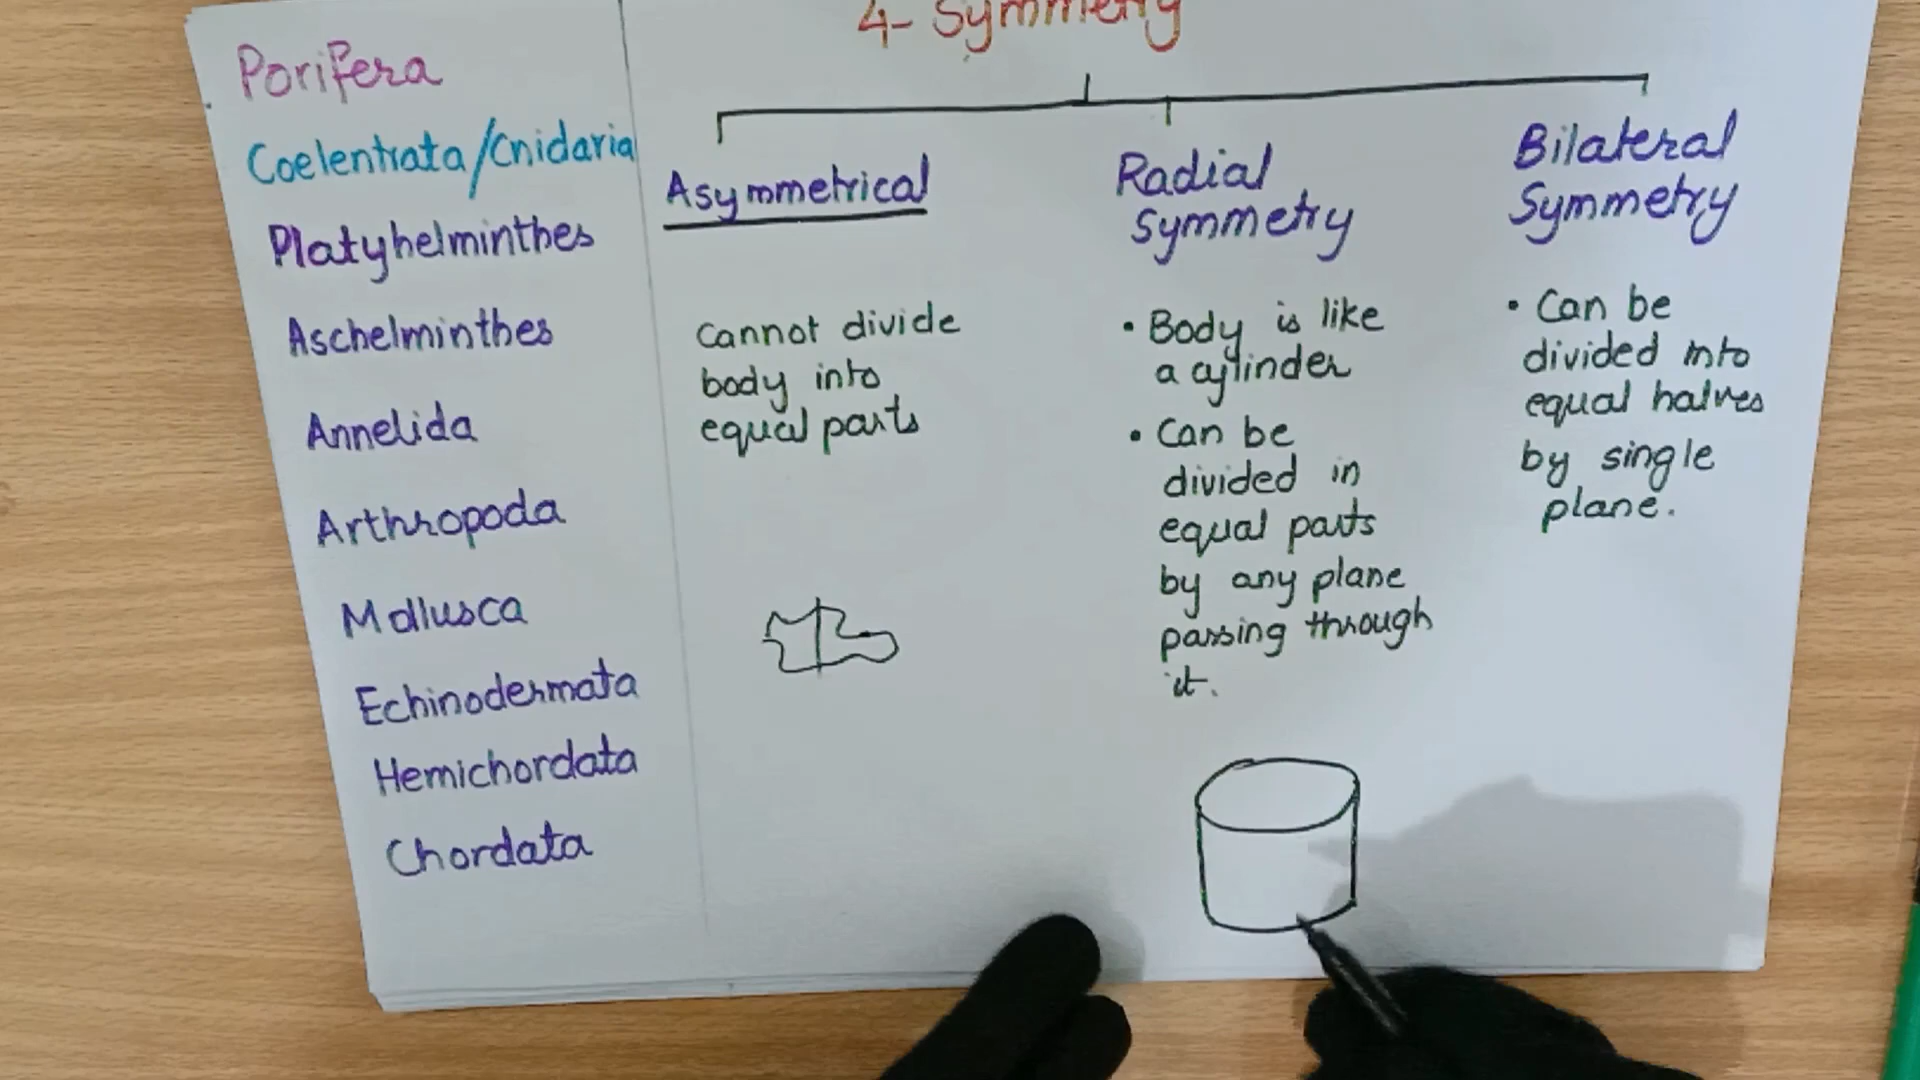 4- Symmetry
Porifera
Coelentrata/Cnidaria
Platyhelminthes
Aschelminthes
Annelida
Arthropoda
Mollusca
Echinodermata
Hemichordata
Chordata
Asymmetrical
Cannot divide
body into
equal parts
Radial
Symmetry
• Body is like
a cylinder
• Can be
divided in
equal parts
by any plane
passing through
it.
Bilateral
Symmetry
• Can be
divided into
equal halves
by single
plane.